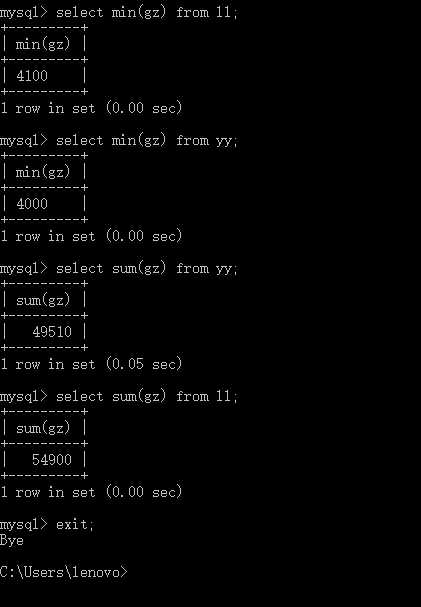 mysql> select min(gz) from ll;
+---------+
| min(gz) |
+---------+
| 4100    |
+---------+
1 row in set (0.00 sec)
mysql> select min(gz) from yy;
+---------+
| min(gz) |
+---------+
| 4000    |
+---------+
1 row in set (0.00 sec)
mysql> select sum(gz) from yy;
+---------+
| sum(gz) |
+---------+
|   49510 |
+---------+
1 row in set (0.05 sec)
mysql> select sum(gz) from ll;
+---------+
| sum(gz) |
+---------+
|   54900 |
+---------+
1 row in set (0.00 sec)
mysql> exit;
Bye
C:\Users\lenovo>